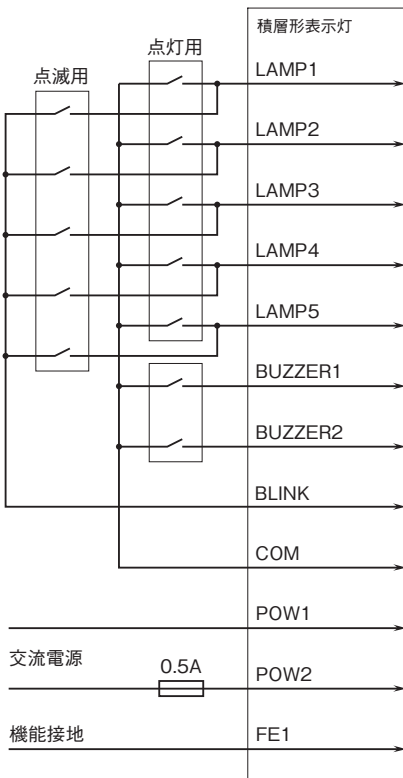 積層形表示灯
点灯用
点滅用
LAMP1
LAMP2
LAMP3
LAMP4
LAMP5
BUZZER1
BUZZER2
BLINK
COM
POW1
交流電源
0.5A
POW2
機能接地
FE1